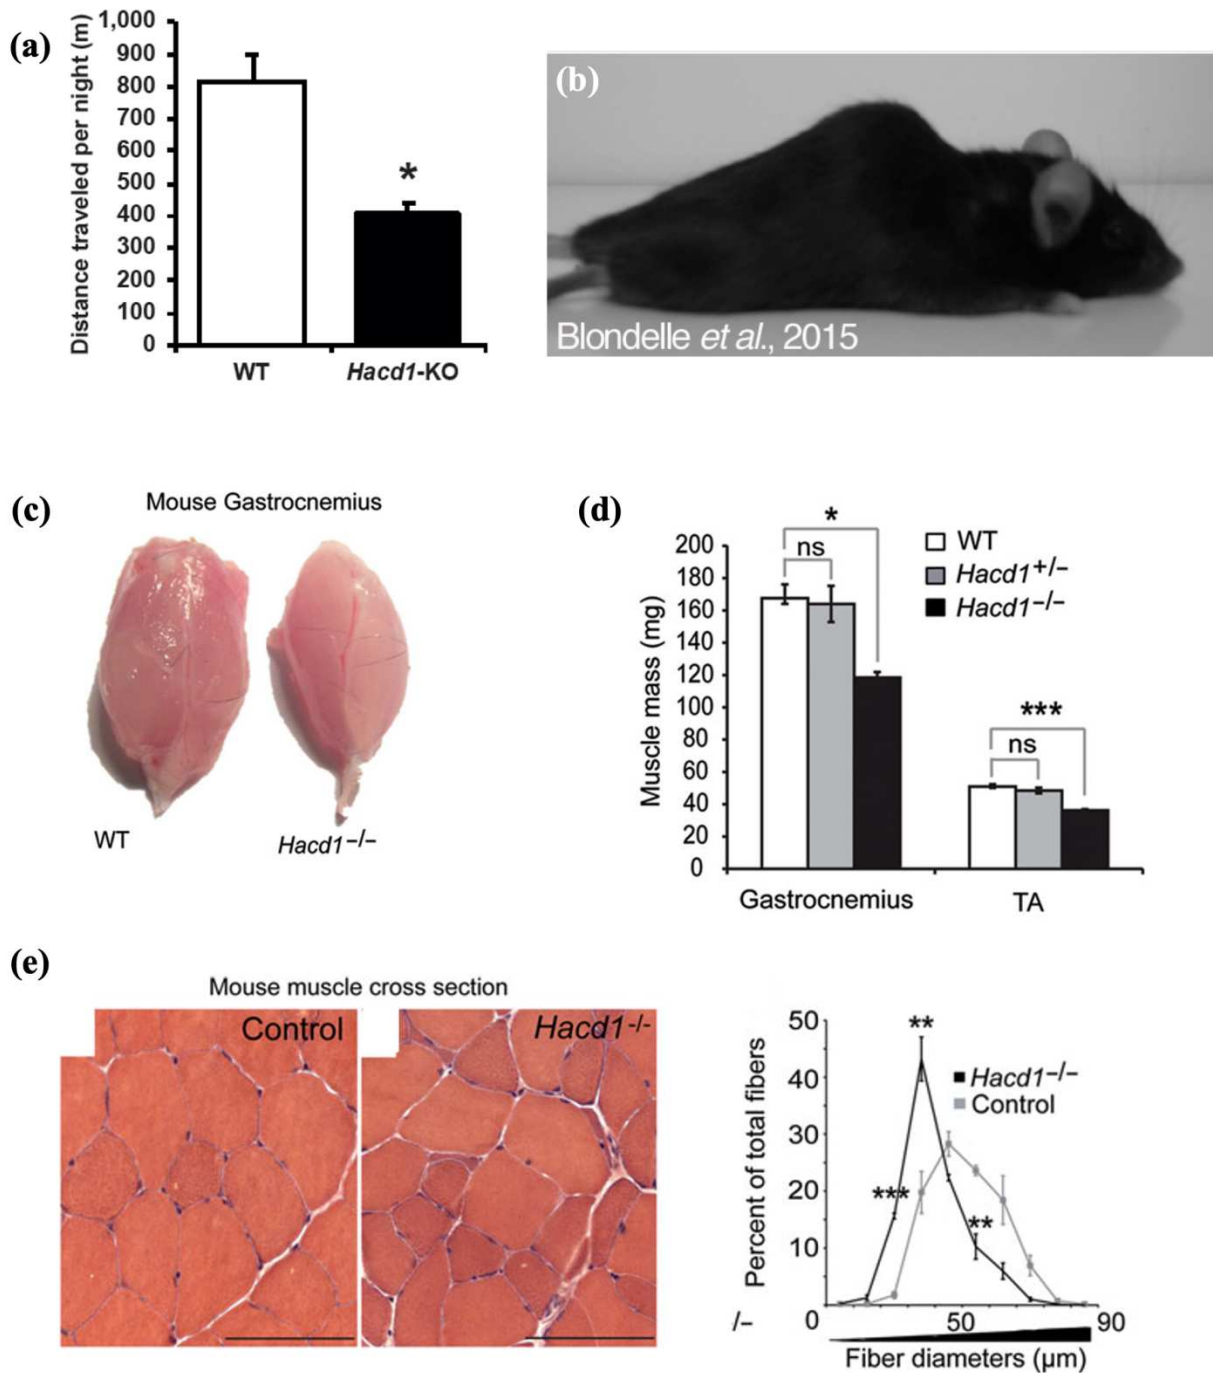 (a)
Distance traveled per night (m)
1,000
900
800
700
600
500
400
300
200
100
0
*
WT
Hacd1-KO
(b)
Blondelle et al., 2015
(c)
Mouse Gastrocnemius
WT
Hacd1−/−
(d)
Muscle mass (mg)
200
180
160
140
120
100
80
60
40
20
0
*
ns
***
ns
WT
Hacd1+/−
Hacd1−/−
Gastrocnemius
TA
(e)
Mouse muscle cross section
Control
Hacd1-/-
Percent of total fibers
50
40
30
20
10
**
***
**
Hacd1−/−
Control
/−
0
50
90
Fiber diameters (µm)